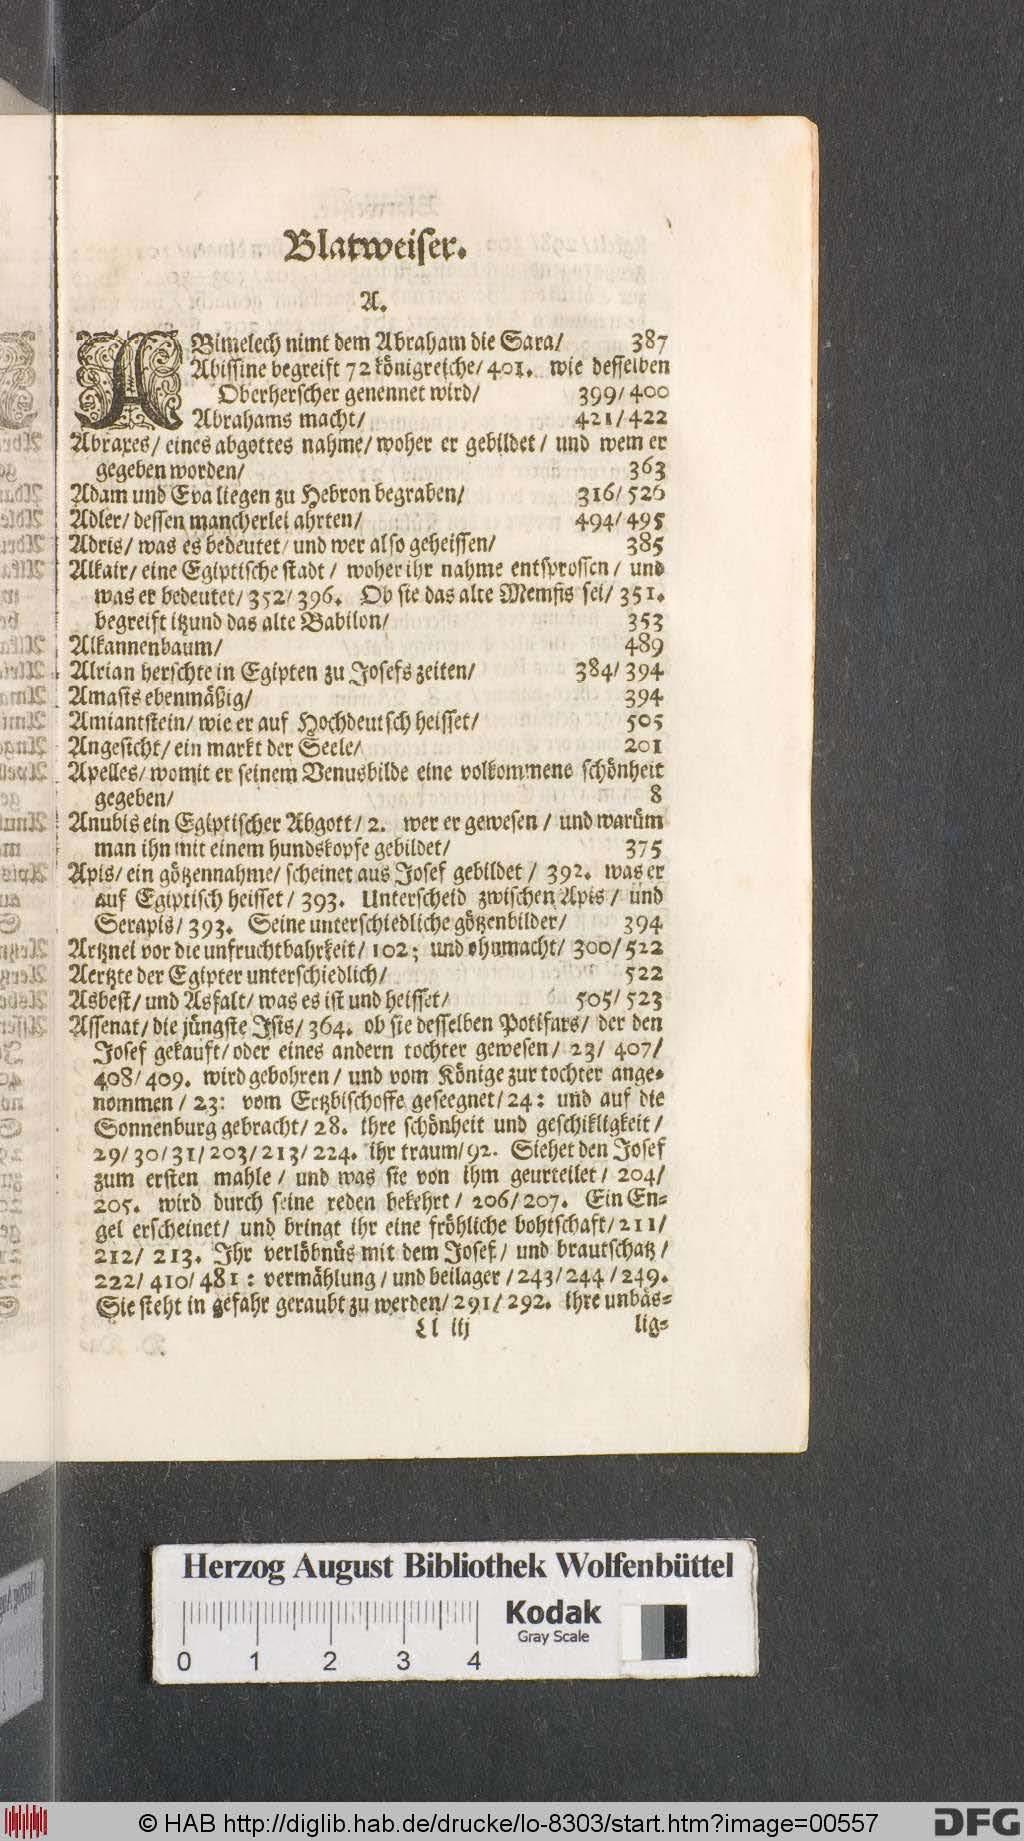 Blatweiser.
A.
ABimelech nimt dem Abraham die Sara/ 387
Abissine begreift 72 königreiche/ 401. wie desselben
Oberherscher genennet wird/ 399/ 400
Abrahams macht/ 421/ 422
Abraxes/ eines abgottes nahme/ woher er gebildet/ und wem er
gegeben worden/ 363
Adam und Eva liegen zu Hebron begraben/ 316/ 526
Adler/ dessen mancherlei ahrten/ 494/ 495
Adris/ was es bedeutet/ und wer also geheissen/ 385
Alkair/ eine Egiptische stadt/ woher ihr nahme entsprossen/ und
was er bedeutet/ 352/ 396. Ob sie das alte Memfis sei/ 351.
begreift itzund das alte Babilon/ 353
Alkannenbaum/ 489
Alrian herschte in Egipten zu Josefs zeiten/ 384/ 394
Amasis ebenmäßig/ 394
Amiantstein/ wie er auf Hochdeutsch heisset/ 505
Angesicht/ ein markt der Seele/ 201
Apelles/ womit er seinem Venusbilde eine volkommene schönheit
gegeben/ 8
Anubis ein Egiptischer Abgott/ 2. wer er gewesen/ und warüm
man ihn mit einem hundskopfe gebildet/ 375
Apis/ ein götzennahme/ scheinet aus Josef gebildet/ 392. was er
auf Egiptisch heisset/ 393. Unterscheid zwischen Apis/ und
Serapis/ 393. Seine unterschiedliche götzenbilder/ 394
Artznei vor die unfruchtbahrkeit/ 102; und ohnmacht/ 300/ 522
Aertzte der Egipter unterschiedlich/ 522
Asbest/ und Asfalt/ was es ist und heisset/ 505/ 523
Assenat/ die jüngste Isis/ 364. ob sie desselben Potifars/ der den
Josef gekauft/ oder eines andern tochter gewesen/ 23/ 407/
408/ 409. wird gebohren/ und vom Könige zur tochter ange-
nommen/ 23: vom Ertzbischoffe geseegnet/ 24: und auf die
Sonnenburg gebracht/ 28. ihre schönheit und geschikligkeit/
29/ 30/ 31/ 203/ 213/ 224. ihr traum/ 92. Siehet den Josef
zum ersten mahle/ und was sie von ihm geurteilet/ 204/
205. wird durch seine reden bekehrt/ 206/ 207. Ein En-
gel erscheinet/ und bringt ihr eine fröhliche bohtschaft/ 211/
212/ 213. Ihr verlöbnüs mit dem Josef/ und brautschatz/
222/ 410/ 481: vermählung/ und beilager/ 243/ 244/ 249.
Sie steht in gefahr geraubt zu werden/ 291/ 292. ihre unbäs-
Ll iij lig-
Herzog August Bibliothek Wolfenbüttel
Kodak
Gray Scale
0 1 2 3 4
© HAB http://diglib.hab.de/drucke/lo-8303/start.htm?image=00557
DFG